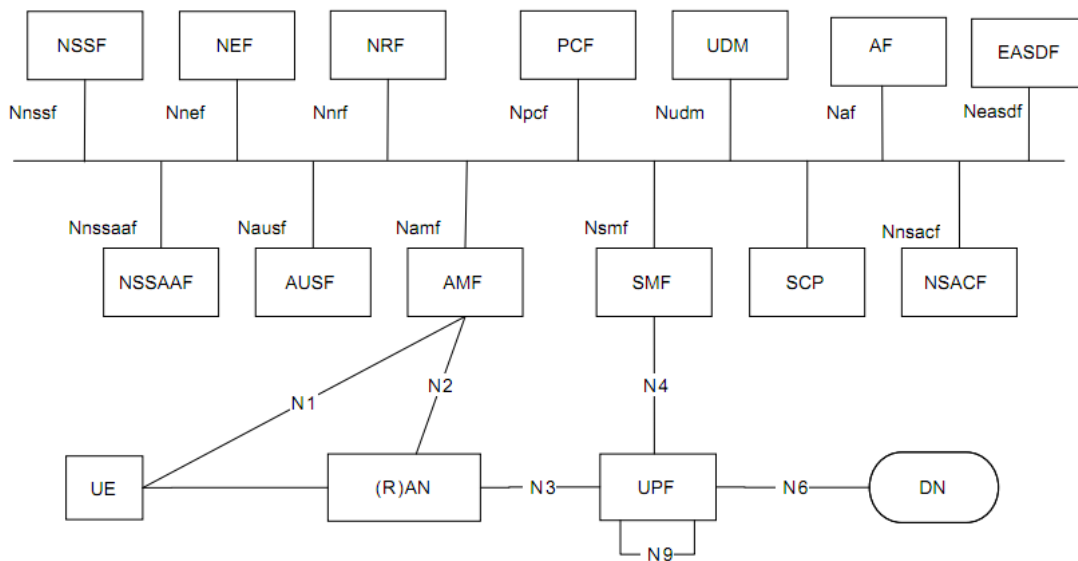 NSSF
NEF
NRF
PCF
UDM
AF
EASDF
Nnssf
Nnef
Nnrf
Npcf
Nudm
Naf
Neasdf
Nnssaaf
Nausf
Namf
Nsmf
Nnsacf
NSSAAF
AUSF
AMF
SMF
SCP
NSACF
N1
N2
N4
UE
(R)AN
N3
UPF
N6
DN
N9